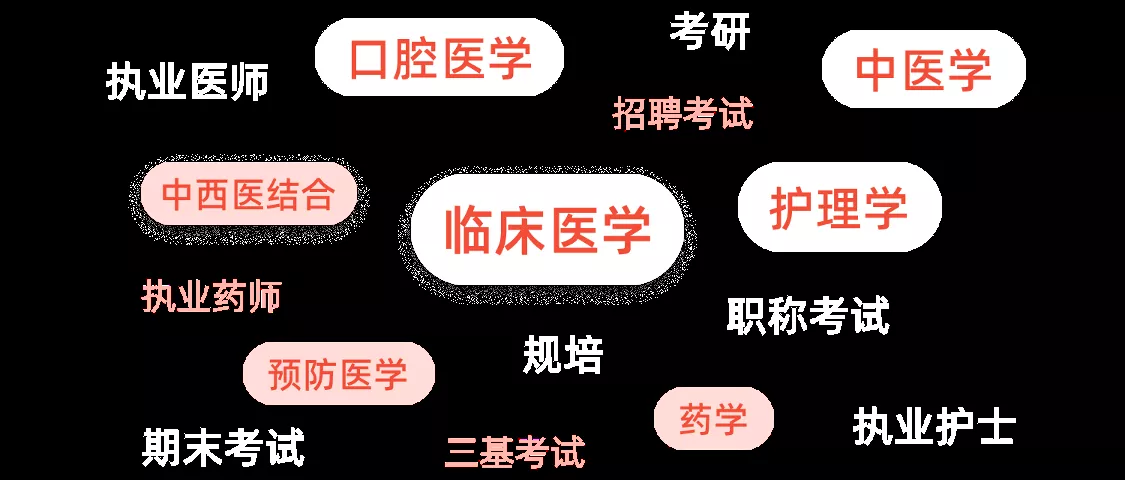 考研
口腔医学
中医学
执业医师
招聘考试
中西医结合
护理学
临床医学
执业药师
职称考试
规培
预防医学
药学
执业护士
期末考试
三基考试